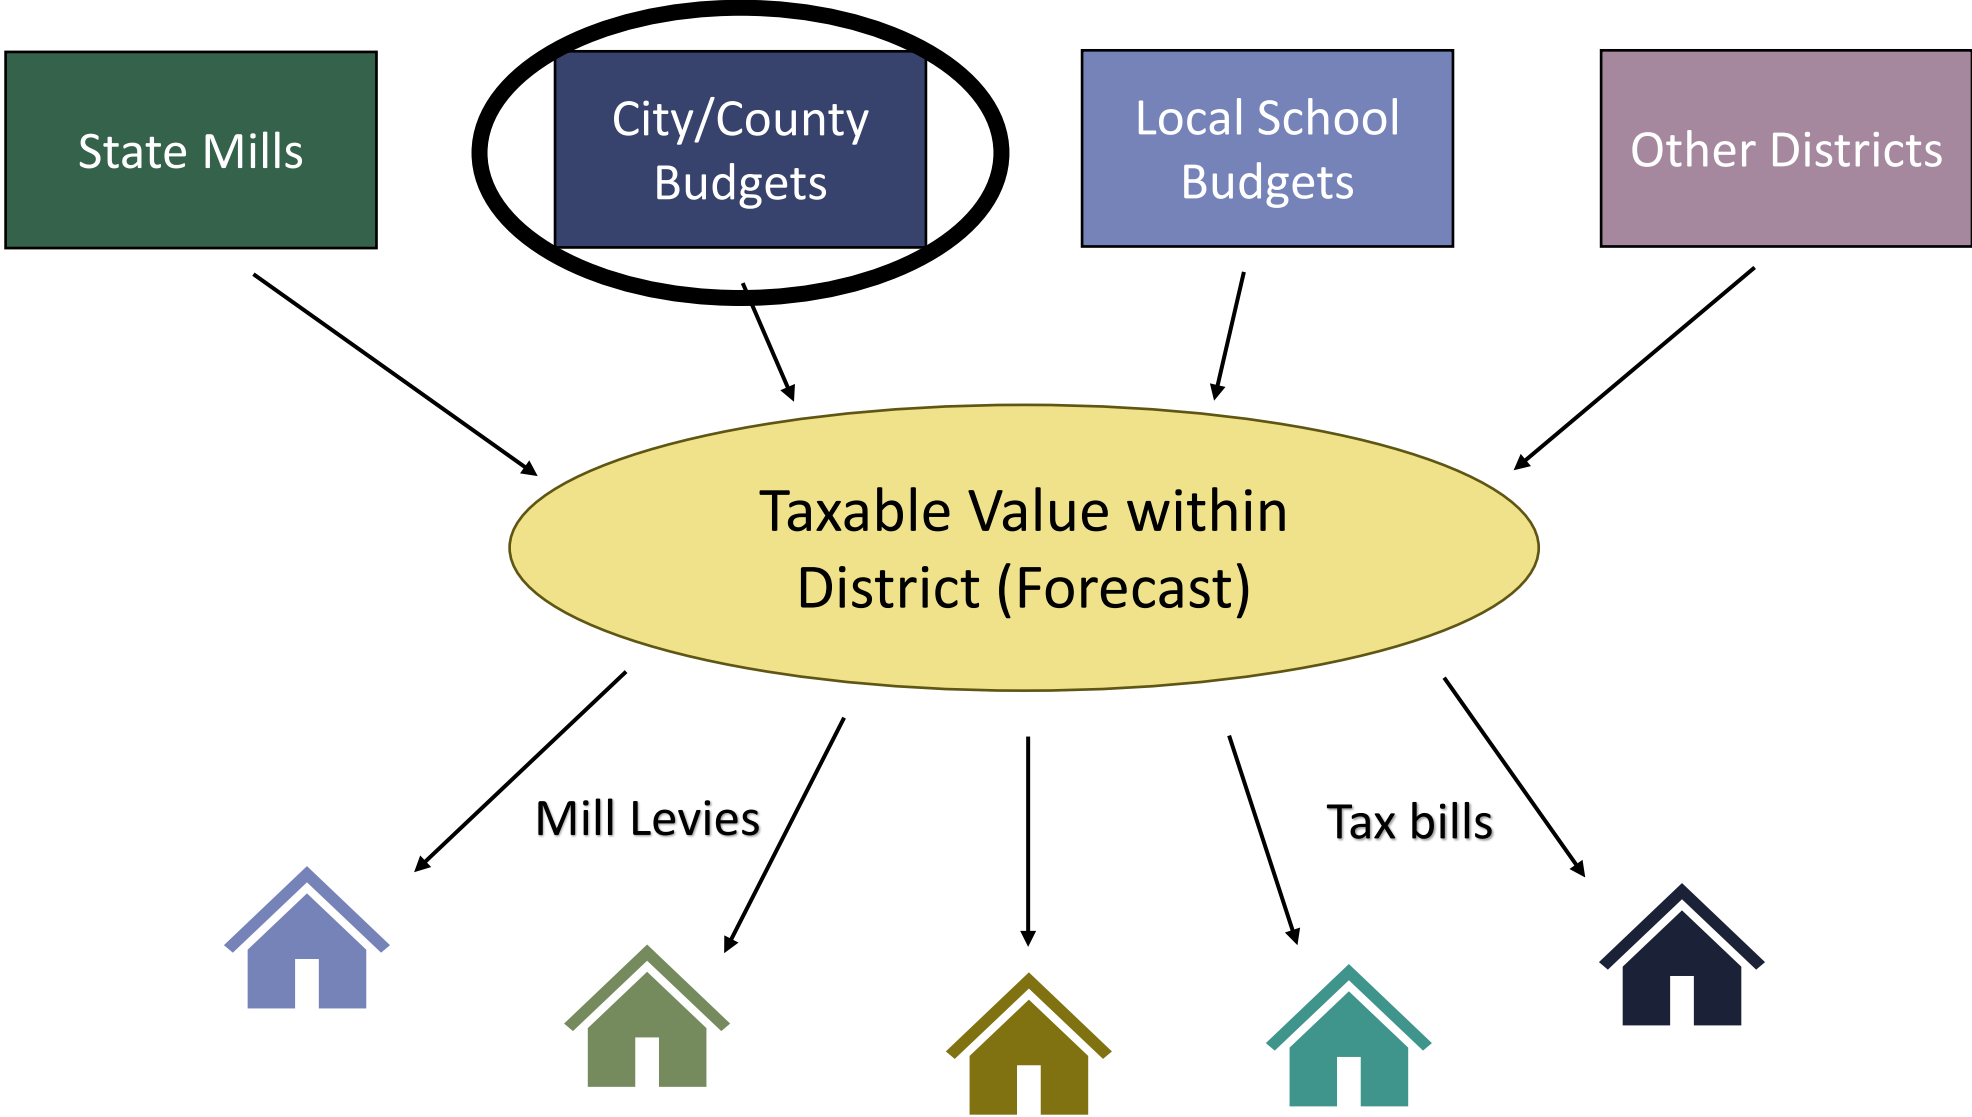 State Mills
City/County
Budgets
Local School
Budgets
Other Districts
Taxable Value within
District (Forecast)
Mill Levies
Tax bills